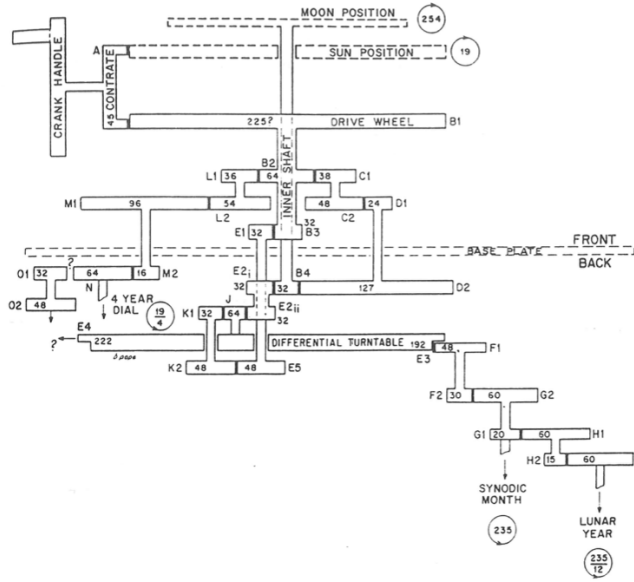 MOON POSITION
254
A
SUN POSITION
19
CRANK HANDLE
CONTRATE
45
225?
DRIVE WHEEL
B1
INNER SHAFT
B2
L1
36
64
38
C1
M1
96
54
48
24
D1
L2
C2
32
E1
32
B3
FRONT
BASE PLATE
BACK
?
O1
32
64
16
M2
E2i
B4
32
32
127
D2
N
O2
48
4 YEAR
DIAL
19
4
J
K1
32
64
E2ii
32
E4
?
222
5 pape
DIFFERENTIAL TURNTABLE
192
48
F1
E3
K2
48
48
E5
F2
30
60
G2
G1
20
60
H1
H2
15
60
SYNODIC
MONTH
235
LUNAR
YEAR
235
12